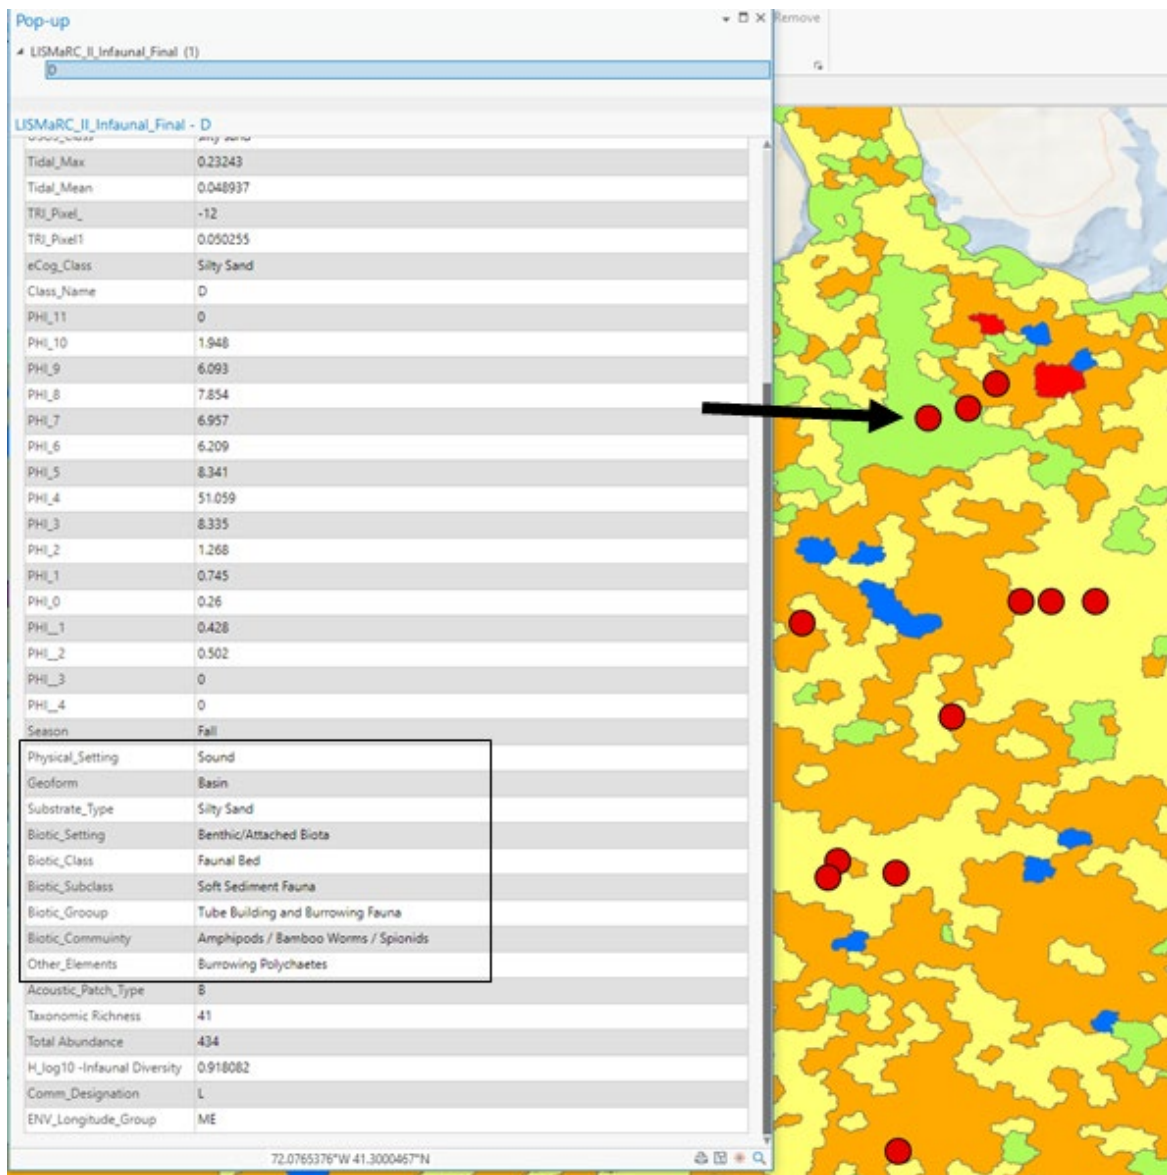 Pop-up
Remove
LISMaRC_II_Infaunal_Final (1)
D
LISMaRC_II_Infaunal_Final - D
Tidal_Max 0.23243
Tidal_Mean 0.048937
TRI_Pixel_ -12
TRI_Pixel1 0.050255
eCog_Class Silty Sand
Class_Name D
PHI_11 0
PHI_10 1.948
PHI_9 6.093
PHI_8 7.854
PHI_7 6.957
PHI_6 6.209
PHI_5 8.341
PHI_4 51.059
PHI_3 8.335
PHI_2 1.268
PHI_1 0.745
PHI_0 0.26
PHI__1 0.428
PHI__2 0.502
PHI__3 0
PHI__4 0
Season Fall
Physical_Setting Sound
Geoform Basin
Substrate_Type Silty Sand
Biotic_Setting Benthic/Attached Biota
Biotic_Class Faunal Bed
Biotic_Subclass Soft Sediment Fauna
Biotic_Grooup Tube Building and Burrowing Fauna
Biotic_Commuinty Amphipods / Bamboo Worms / Spionids
Other_Elements Burrowing Polychaetes
Acoustic_Patch_Type B
Taxonomic Richness 41
Total Abundance 434
H_log10 -Infaunal Diversity 0.918082
Comm_Designation L
ENV_Longitude_Group ME
72.0765376°W 41.3000467°N